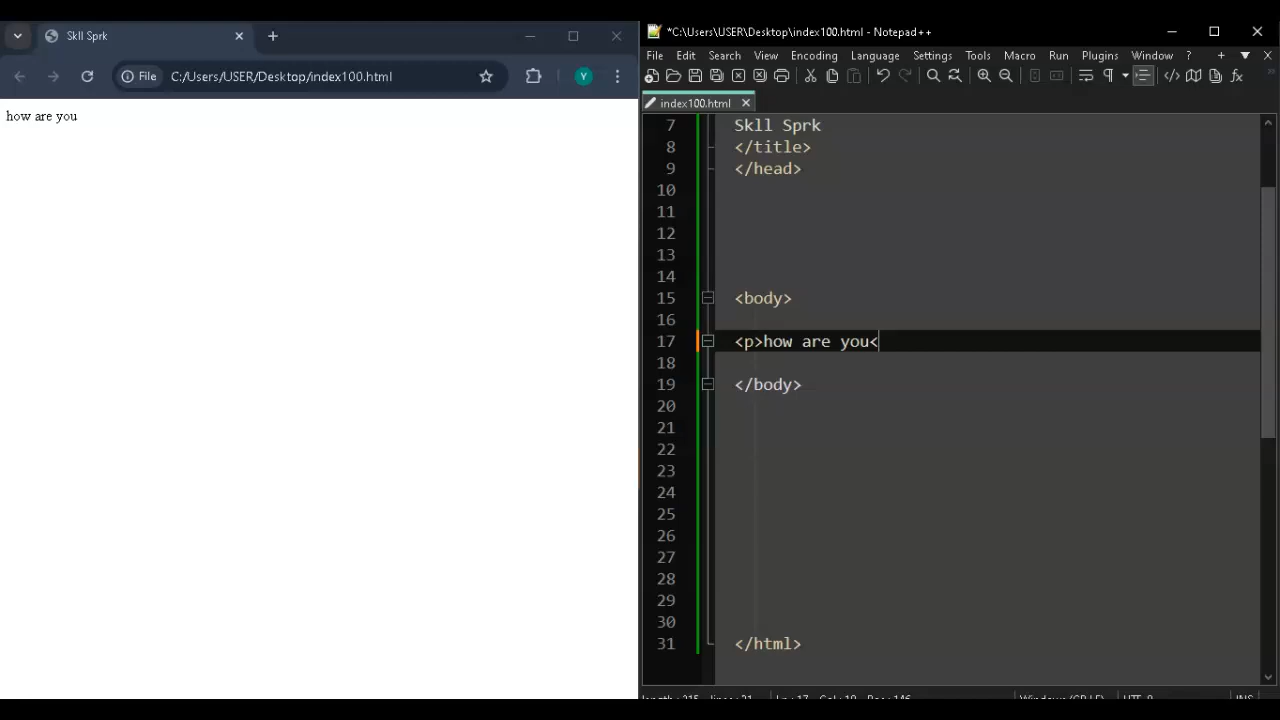 Skll Sprk
File
C:/Users/USER/Desktop/index100.html
Y
how are you
*C:\Users\USER\Desktop\index100.html - Notepad++
File Edit Search View Encoding Language Settings Tools Macro Run Plugins Window ?
index100.html
7 Skll Sprk
8 </title>
9 </head>
10
11
12
13
14
15 <body>
16
17 <p>how are you<
18
19 </body>
20
21
22
23
24
25
26
27
28
29
30
31 </html>